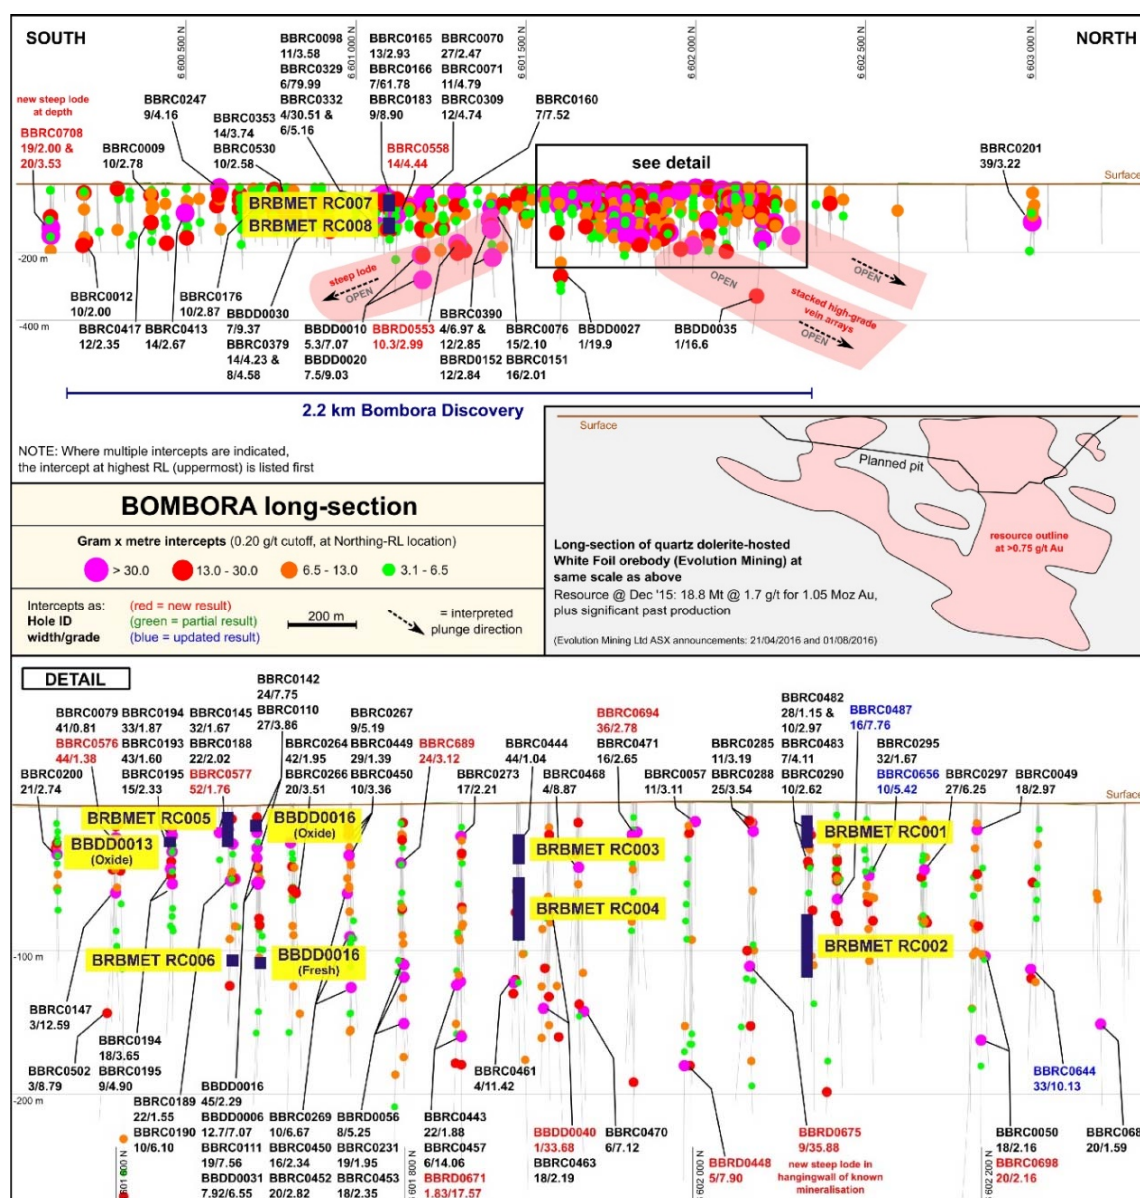 SOUTH
NORTH
6 600 500 N
6 601 000 N
6 601 500 N
6 602 000 N
6 602 500 N
6 603 000 N
new steep lode
at depth
BBRC0708
19/2.00 &
20/3.53
BBRC0009
10/2.78
BBRC0247
9/4.16
BBRC0353
14/3.74
BBRC0530
10/2.58
BBRC0098
11/3.58
BBRC0329
6/79.99
BBRC0332
4/30.51 &
6/5.16
BBRC0165
13/2.93
BBRC0166
7/61.78
BBRC0183
9/8.90
BBRC0558
14/4.44
BBRC0070
27/2.47
BBRC0071
11/4.79
BBRC0309
12/4.74
BBRC0160
7/7.52
see detail
BBRC0201
39/3.22
Surface
BRBMET RC007
BRBMET RC008
-200 m
steep lode
OPEN
OPEN
OPEN
stacked high-grade
vein arrays
-400 m
BBRC0012
10/2.00
BBRC0417
12/2.35
BBRC0413
14/2.67
BBRC0176
10/2.87
BBDD0030
7/9.37
BBRC0379
14/4.23 &
8/4.58
BBDD0010
5.3/7.07
BBDD0020
7.5/9.03
BBRD0553
10.3/2.99
BBRC0390
4/6.97 &
12/2.85
BBRD0152
12/2.84
BBRC0076
15/2.10
BBRC0151
16/2.01
BBDD0027
1/19.9
BBDD0035
1/16.6
2.2 km Bombora Discovery
NOTE: Where multiple intercepts are indicated,
the intercept at highest RL (uppermost) is listed first
BOMBORA long-section
Gram x metre intercepts (0.20 g/t cutoff, at Northing-RL location)
> 30.0
13.0 - 30.0
6.5 - 13.0
3.1 - 6.5
Intercepts as:
Hole ID
width/grade
(red = new result)
(green = partial result)
(blue = updated result)
200 m
= interpreted
plunge direction
Surface
Planned pit
resource outline
at >0.75 g/t Au
Long-section of quartz dolerite-hosted
White Foil orebody (Evolution Mining) at
same scale as above
Resource @ Dec '15: 18.8 Mt @ 1.7 g/t for 1.05 Moz Au,
plus significant past production
(Evolution Mining Ltd ASX announcements: 21/04/2016 and 01/08/2016)
DETAIL
BBRC0079
41/0.81
BBRC0576
44/1.38
BBRC0200
21/2.74
BBRC0194
33/1.87
BBRC0193
43/1.60
BBRC0195
15/2.33
BBRC0145
32/1.67
BBRC0188
22/2.02
BBRC0577
52/1.76
BBRC0142
24/7.75
BBRC0110
27/3.86
BBRC0264
42/1.95
BBRC0266
20/3.51
BBRC0267
9/5.19
BBRC0449
29/1.39
BBRC0450
10/3.36
BBRC689
24/3.12
BBRC0273
17/2.21
BBRC0444
44/1.04
BBRC0468
4/8.87
BBRC0694
36/2.78
BBRC0471
16/2.65
BBRC0057
11/3.11
BBRC0285
11/3.19
BBRC0288
25/3.54
BBRC0482
28/1.15 &
10/2.97
BBRC0483
7/4.11
BBRC0290
10/2.62
BBRC0487
16/7.76
BBRC0656
10/5.42
BBRC0295
32/1.67
BBRC0297
27/6.25
BBRC0049
18/2.97
Surface
BRBMET RC005
BBDD0013
(Oxide)
BBDD0016
(Oxide)
BRBMET RC003
BRBMET RC001
BRBMET RC004
BRBMET RC002
BRBMET RC006
BBDD0016
(Fresh)
-100 m
-200 m
BBRC0147
3/12.59
BBRC0502
3/8.79
BBRC0194
18/3.65
BBRC0195
9/4.90
BBRC0189
22/1.55
BBRC0190
10/6.10
BBDD0016
45/2.29
BBDD0006
12.7/7.07
BBRC0111
19/7.56
BBDD0031
7.92/6.55
BBRC0269
10/6.67
BBRC0450
16/2.34
BBRC0452
20/2.82
BBRD0056
8/5.25
BBRC0231
19/1.95
BBRC0453
18/2.35
BBRC0443
22/1.88
BBRC0457
6/14.06
BBRD0671
1.83/17.57
BBRC0461
4/11.42
BBDD0040
1/33.68
BBRC0463
18/2.19
BBRC0470
6/7.12
BBRD0448
5/7.90
BBRD0675
9/35.88
new steep lode in
hangingwall of known
mineralisation
BBRC0050
18/2.16
BBRC0698
20/2.16
BBRC0644
33/10.13
BBRC068
20/1.59
601 600 N
6 601 800 N
6 602 000 N
6 602 200 N